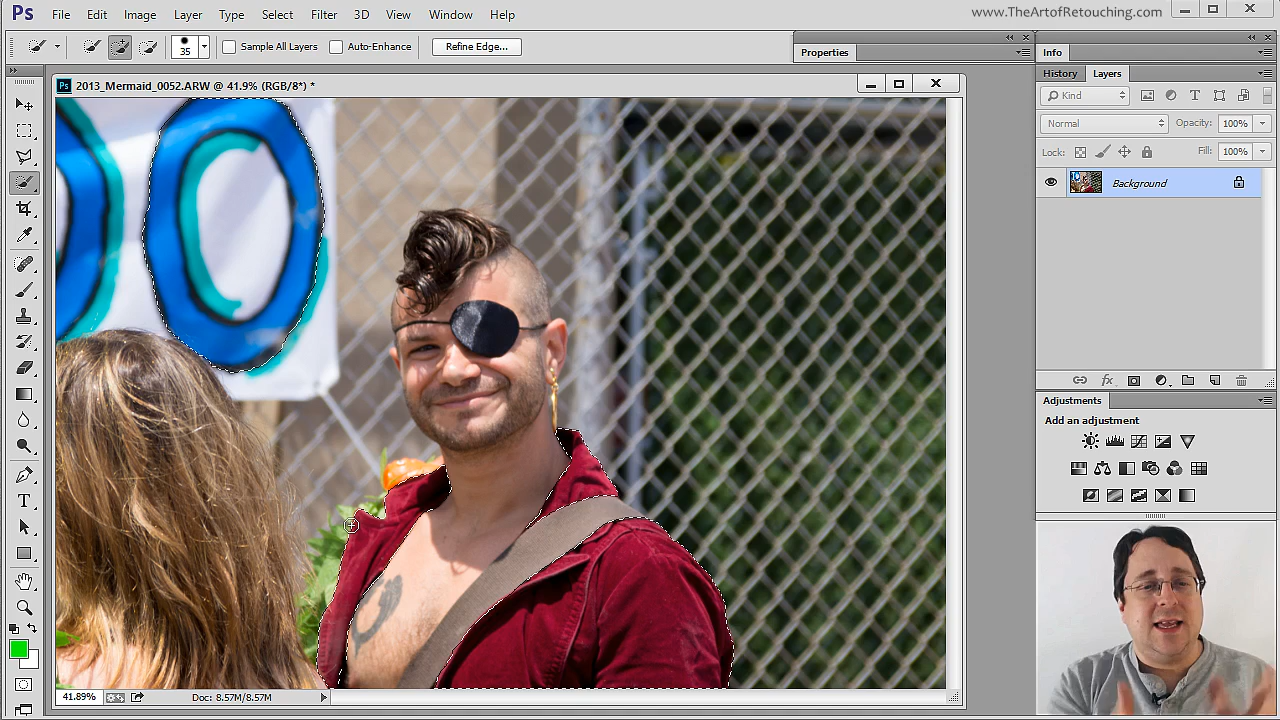 Ps File Edit Image Layer Type Select Filter 3D View Window Help
www.TheArtofRetouching.com
35 Sample All Layers Auto-Enhance Refine Edge...
Properties
Info
2013_Mermaid_0052.ARW @ 41.9% (RGB/8*) *
History Layers
Kind
Normal Opacity: 100%
Lock: Fill: 100%
Background
fx
Adjustments
Add an adjustment
41.89% Doc: 8.57M/8.57M